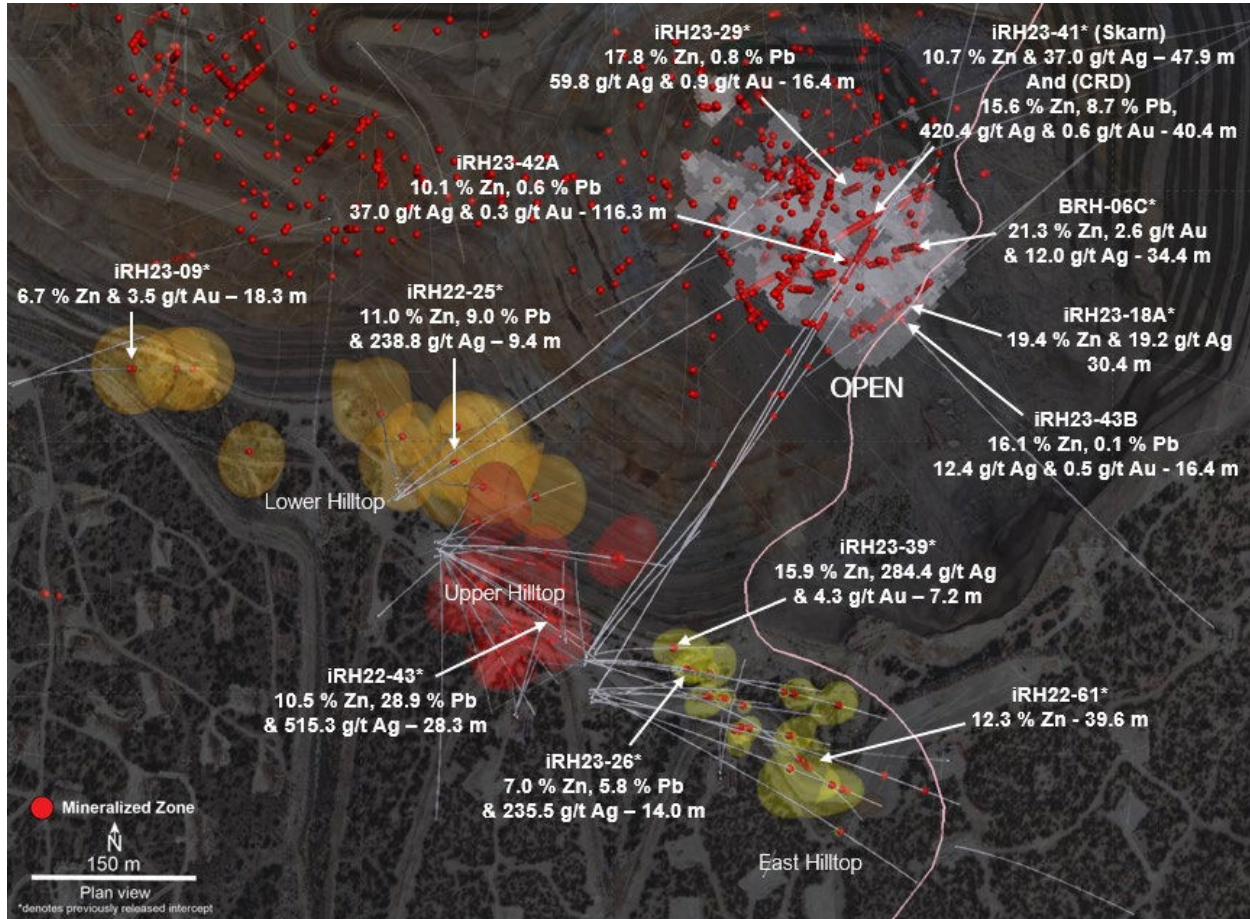 iRH23-29*
17.8 % Zn, 0.8 % Pb
59.8 g/t Ag & 0.9 g/t Au - 16.4 m
iRH23-41* (Skarn)
10.7 % Zn & 37.0 g/t Ag – 47.9 m
And (CRD)
15.6 % Zn, 8.7 % Pb,
420.4 g/t Ag & 0.6 g/t Au - 40.4 m
iRH23-42A
10.1 % Zn, 0.6 % Pb
37.0 g/t Ag & 0.3 g/t Au - 116.3 m
BRH-06C*
21.3 % Zn, 2.6 g/t Au
& 12.0 g/t Ag - 34.4 m
iRH23-09*
6.7 % Zn & 3.5 g/t Au – 18.3 m
iRH22-25*
11.0 % Zn, 9.0 % Pb
& 238.8 g/t Ag – 9.4 m
iRH23-18A*
19.4 % Zn & 19.2 g/t Ag
30.4 m
OPEN
iRH23-43B
16.1 % Zn, 0.1 % Pb
12.4 g/t Ag & 0.5 g/t Au - 16.4 m
Lower Hilltop
Upper Hilltop
iRH23-39*
15.9 % Zn, 284.4 g/t Ag
& 4.3 g/t Au – 7.2 m
iRH22-43*
10.5 % Zn, 28.9 % Pb
& 515.3 g/t Ag – 28.3 m
iRH22-61*
12.3 % Zn - 39.6 m
iRH23-26*
7.0 % Zn, 5.8 % Pb
& 235.5 g/t Ag – 14.0 m
East Hilltop
Mineralized Zone
N
150 m
Plan view
*denotes previously released intercept